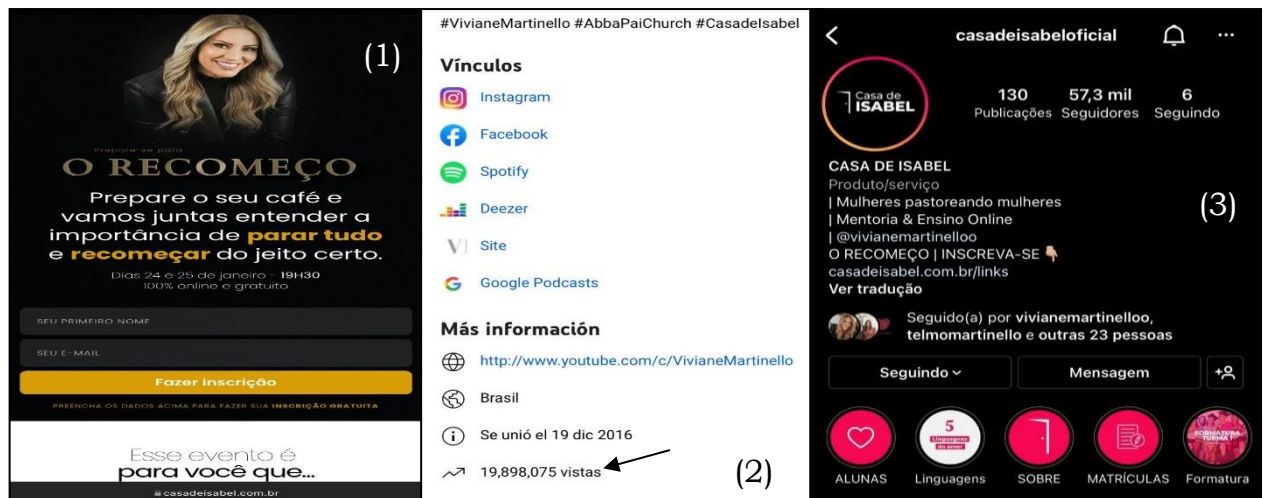 (1)
Prepare-se para
O RECOMEÇO
Prepare o seu café e
vamos juntas entender a
importância de parar tudo
e recomeçar do jeito certo.
Dias 24 e 25 de janeiro - 19H30
100% online e gratuito
SEU PRIMEIRO NOME
SEU E-MAIL
Fazer inscrição
PREENCHA OS DADOS ACIMA PARA FAZER SUA INSCRIÇÃO GRATUITA
Esse evento é
para você que...
casadeisabel.com.br
#VivianeMartinello #AbbaPaiChurch #CasadeIsabel
Vínculos
Instagram
Facebook
Spotify
Deezer
Site
Google Podcasts
Más información
http://www.youtube.com/c/VivianeMartinello
Brasil
Se unió el 19 dic 2016
19,898,075 vistas
(2)
casadeisabeloficial
Casa de
ISABEL
130 57,3 mil 6
Publicações Seguidores Seguindo
CASA DE ISABEL
Produto/serviço
| Mulheres pastoreando mulheres
| Mentoria & Ensino Online
| @vivianemartinelloo
O RECOMEÇO | INSCREVA-SE
casadeisabel.com.br/links
Ver tradução
(3)
Seguido(a) por vivianemartinelloo,
telmomartinello e outras 23 pessoas
Seguindo
Mensagem
5
Linguagens
do amor
FORMATURA
TURMA 1
ALUNAS Linguagens SOBRE MATRÍCULAS Formatura